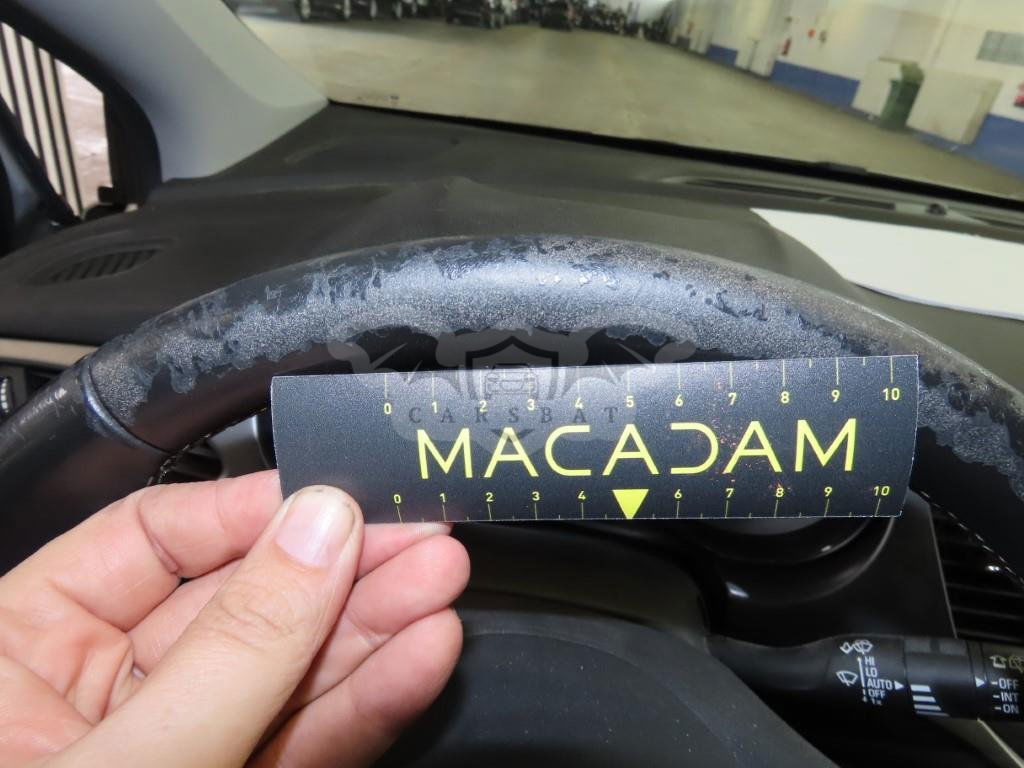 0 1 2 3 4 5 6 7 8 9 10
CARSBAT
MACADAM
0 1 2 3 4 6 7 8 9 10
HI
LO
AUTO
OFF
1x
-OFF
-INT
-ON